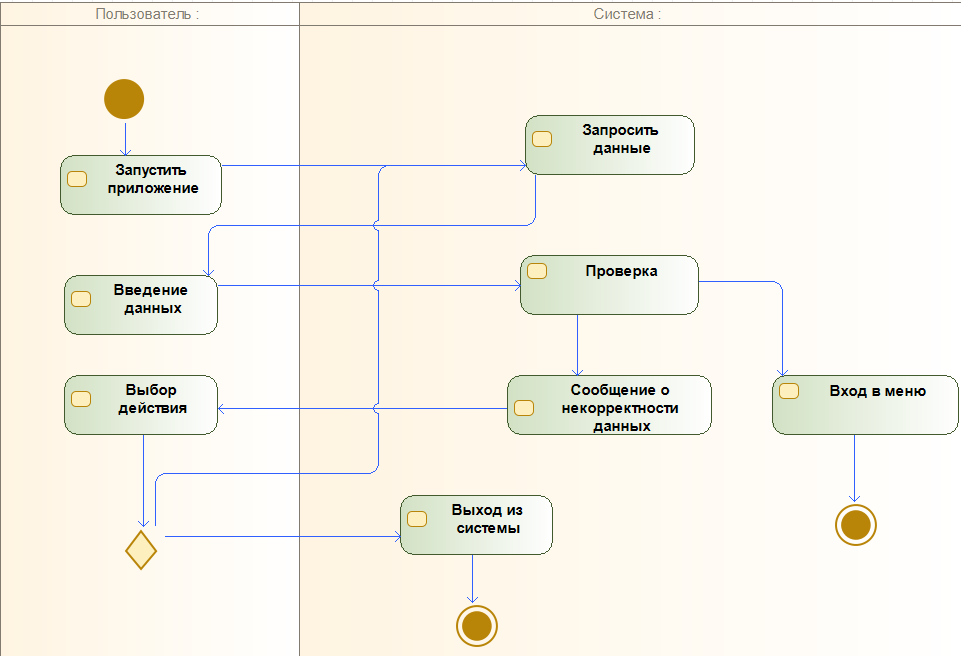 Пользователь :
Система :
Запустить
приложение
Запросить
данные
Введение
данных
Проверка
Выбор
действия
Сообщение о
некорректности
данных
Вход в меню
Выход из
системы